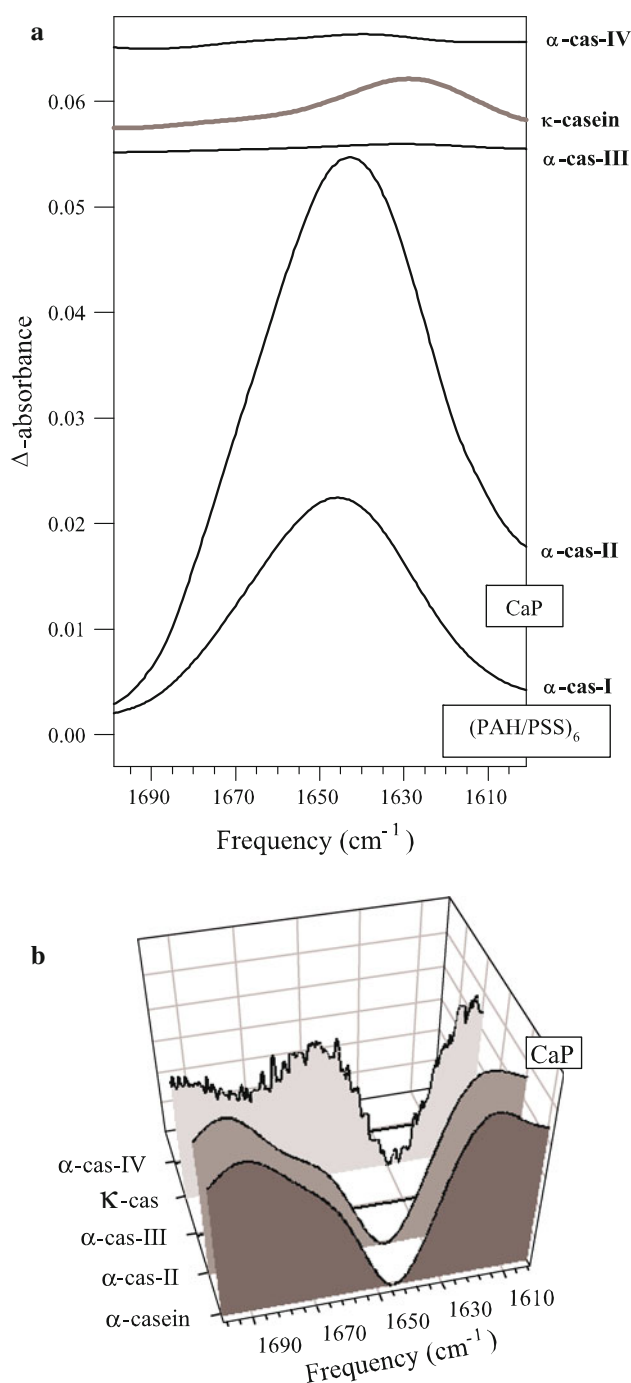 a
α-cas-IV
0.06
κ-casein
α-cas-III
0.05
0.04
Δ-absorbance
0.03
0.02
α-cas-II
CaP
0.01
α-cas-I
(PAH/PSS)₆
0.00
1690 1670 1650 1630 1610
Frequency (cm⁻¹)
b
CaP
α-cas-IV
κ-cas
α-cas-III
α-cas-II
α-casein
1690 1670 1650 1630 1610
Frequency (cm⁻¹)